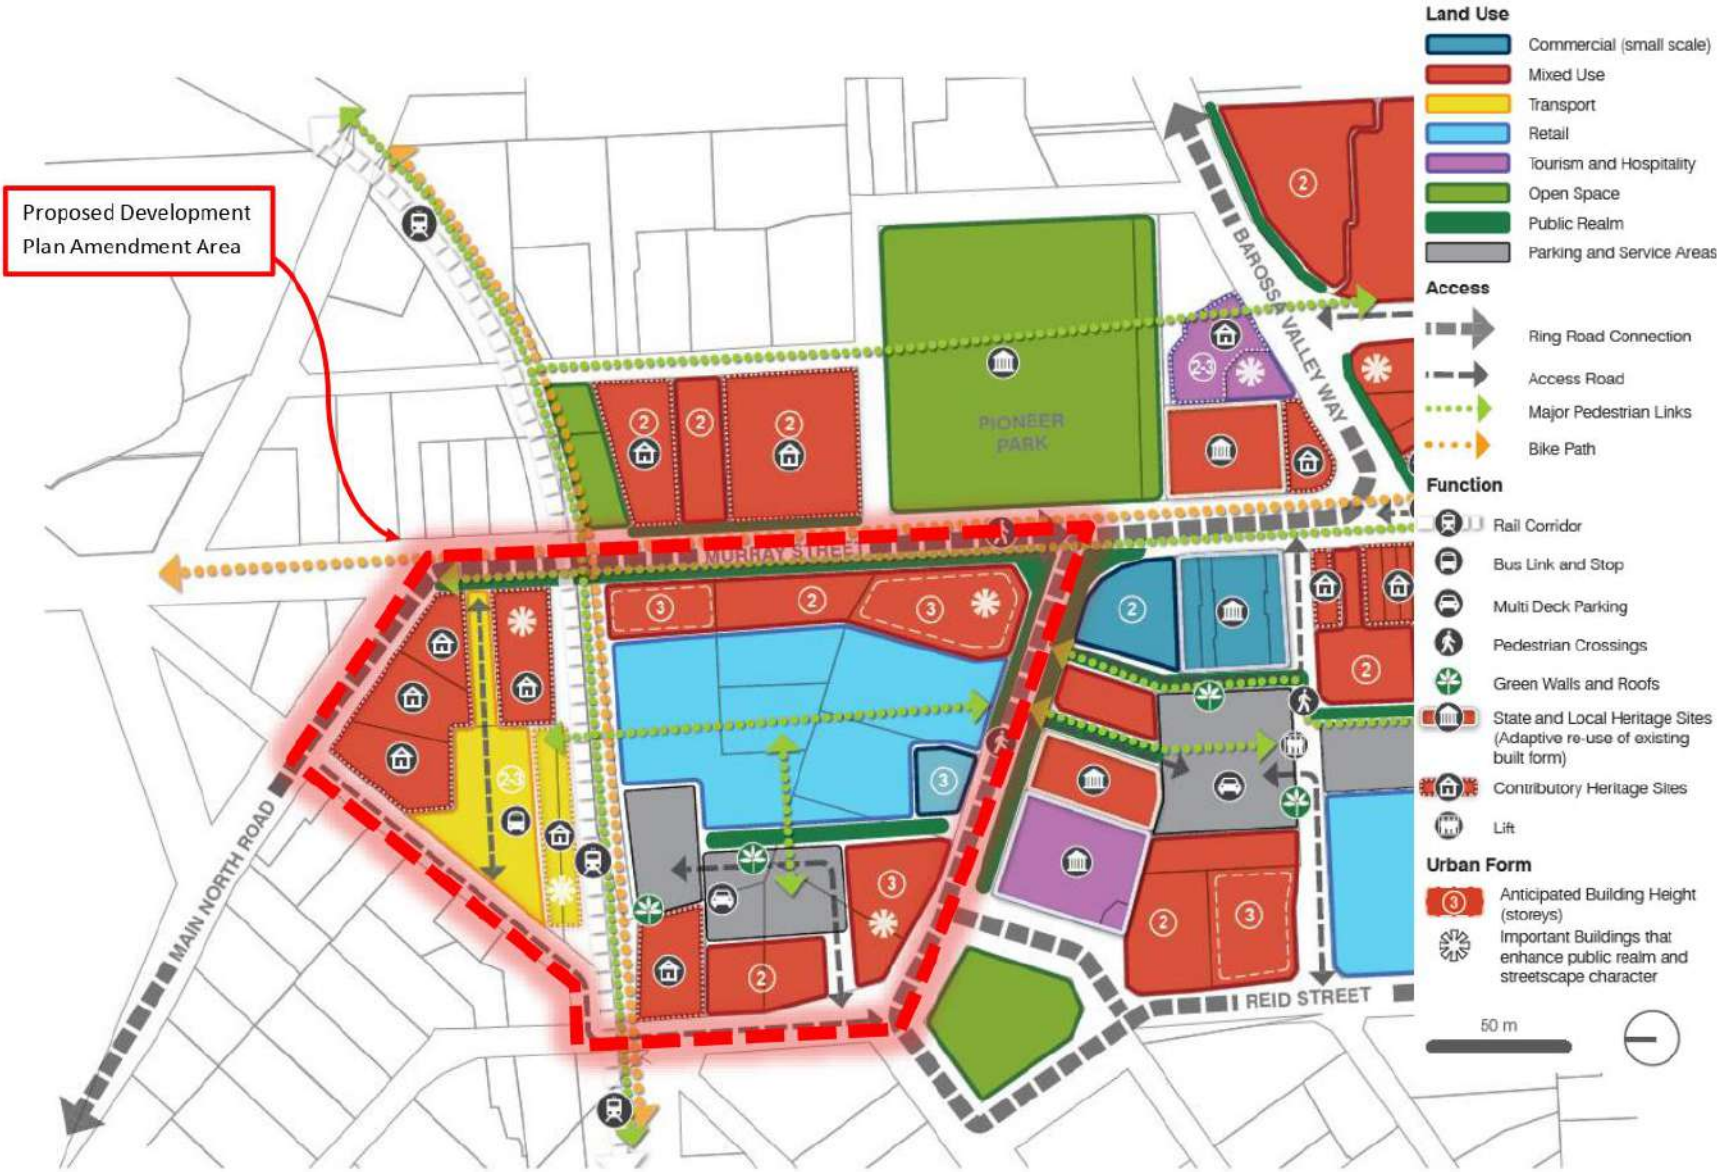 Proposed Development
Plan Amendment Area
BAROSSA VALLEY WAY
PIONEER
PARK
MURRAY STREET
MAIN NORTH ROAD
REID STREET
2
2
2
2
2-3
3
2
3
2
2
2-3
3
3
2
2
3
Land Use
Commercial (small scale)
Mixed Use
Transport
Retail
Tourism and Hospitality
Open Space
Public Realm
Parking and Service Areas
Access
Ring Road Connection
Access Road
Major Pedestrian Links
Bike Path
Function
Rail Corridor
Bus Link and Stop
Multi Deck Parking
Pedestrian Crossings
Green Walls and Roofs
State and Local Heritage Sites
(Adaptive re-use of existing
built form)
Contributory Heritage Sites
Lift
Urban Form
3
Anticipated Building Height
(storeys)
Important Buildings that
enhance public realm and
streetscape character
50 m